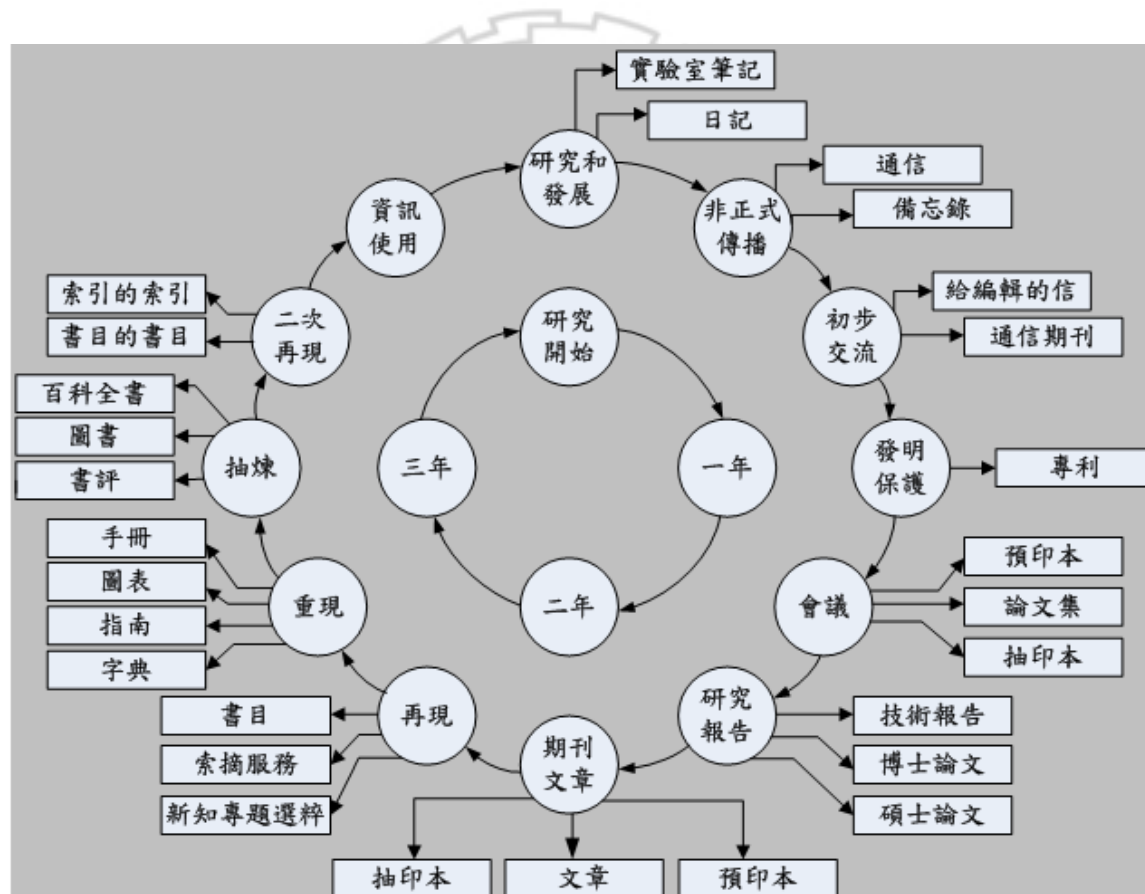 實驗室筆記
日記
研究和
發展
通信
備忘錄
非正式
傳播
資訊
使用
給編輯的信
通信期刊
初步
交流
索引的索引
書目的書目
二次
再現
研究
開始
百科全書
圖書
書評
抽煉
三年
一年
發明
保護
專利
手冊
圖表
指南
字典
重現
二年
會議
預印本
論文集
抽印本
書目
索摘服務
新知專題選粹
再現
期刊
文章
研究
報告
技術報告
博士論文
碩士論文
抽印本
文章
預印本